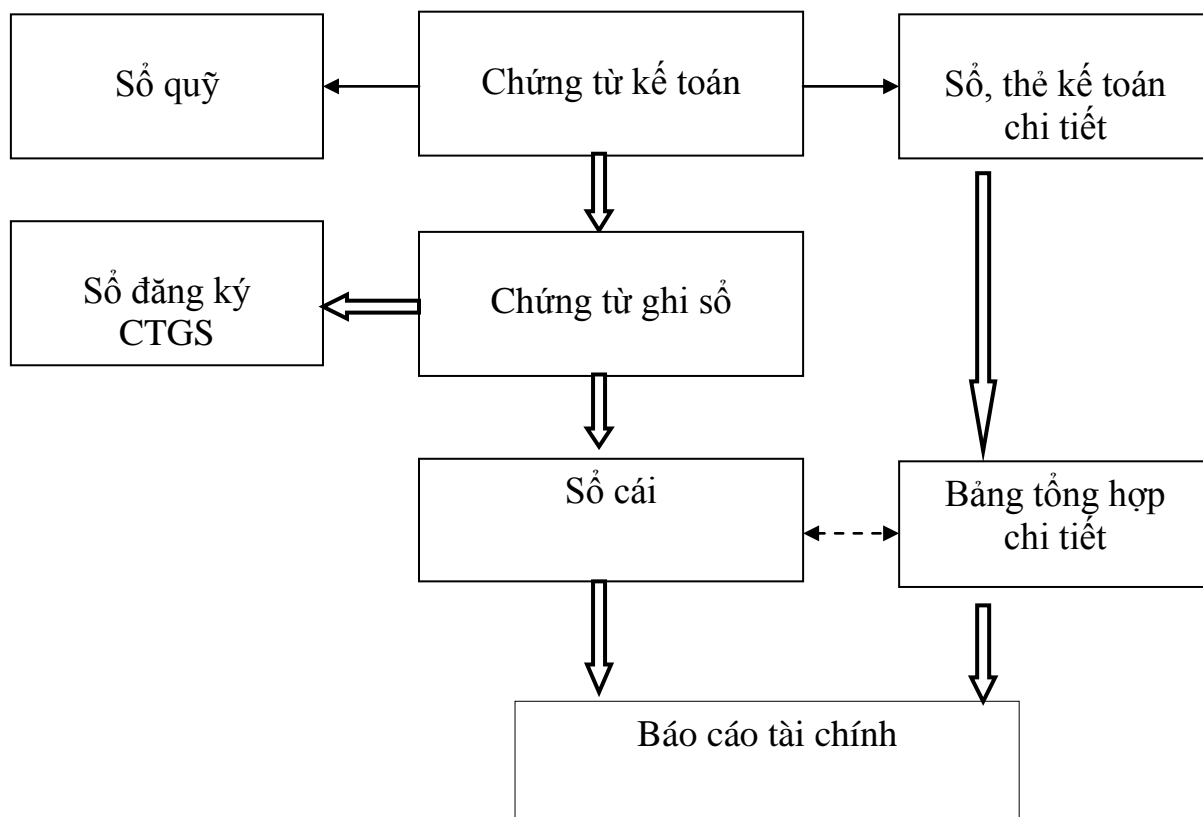 Sổ quỹ
Chứng từ kế toán
Sổ, thẻ kế toán
chi tiết
Sổ đăng ký
CTGS
Chứng từ ghi sổ
Sổ cái
Bảng tổng hợp
chi tiết
Báo cáo tài chính